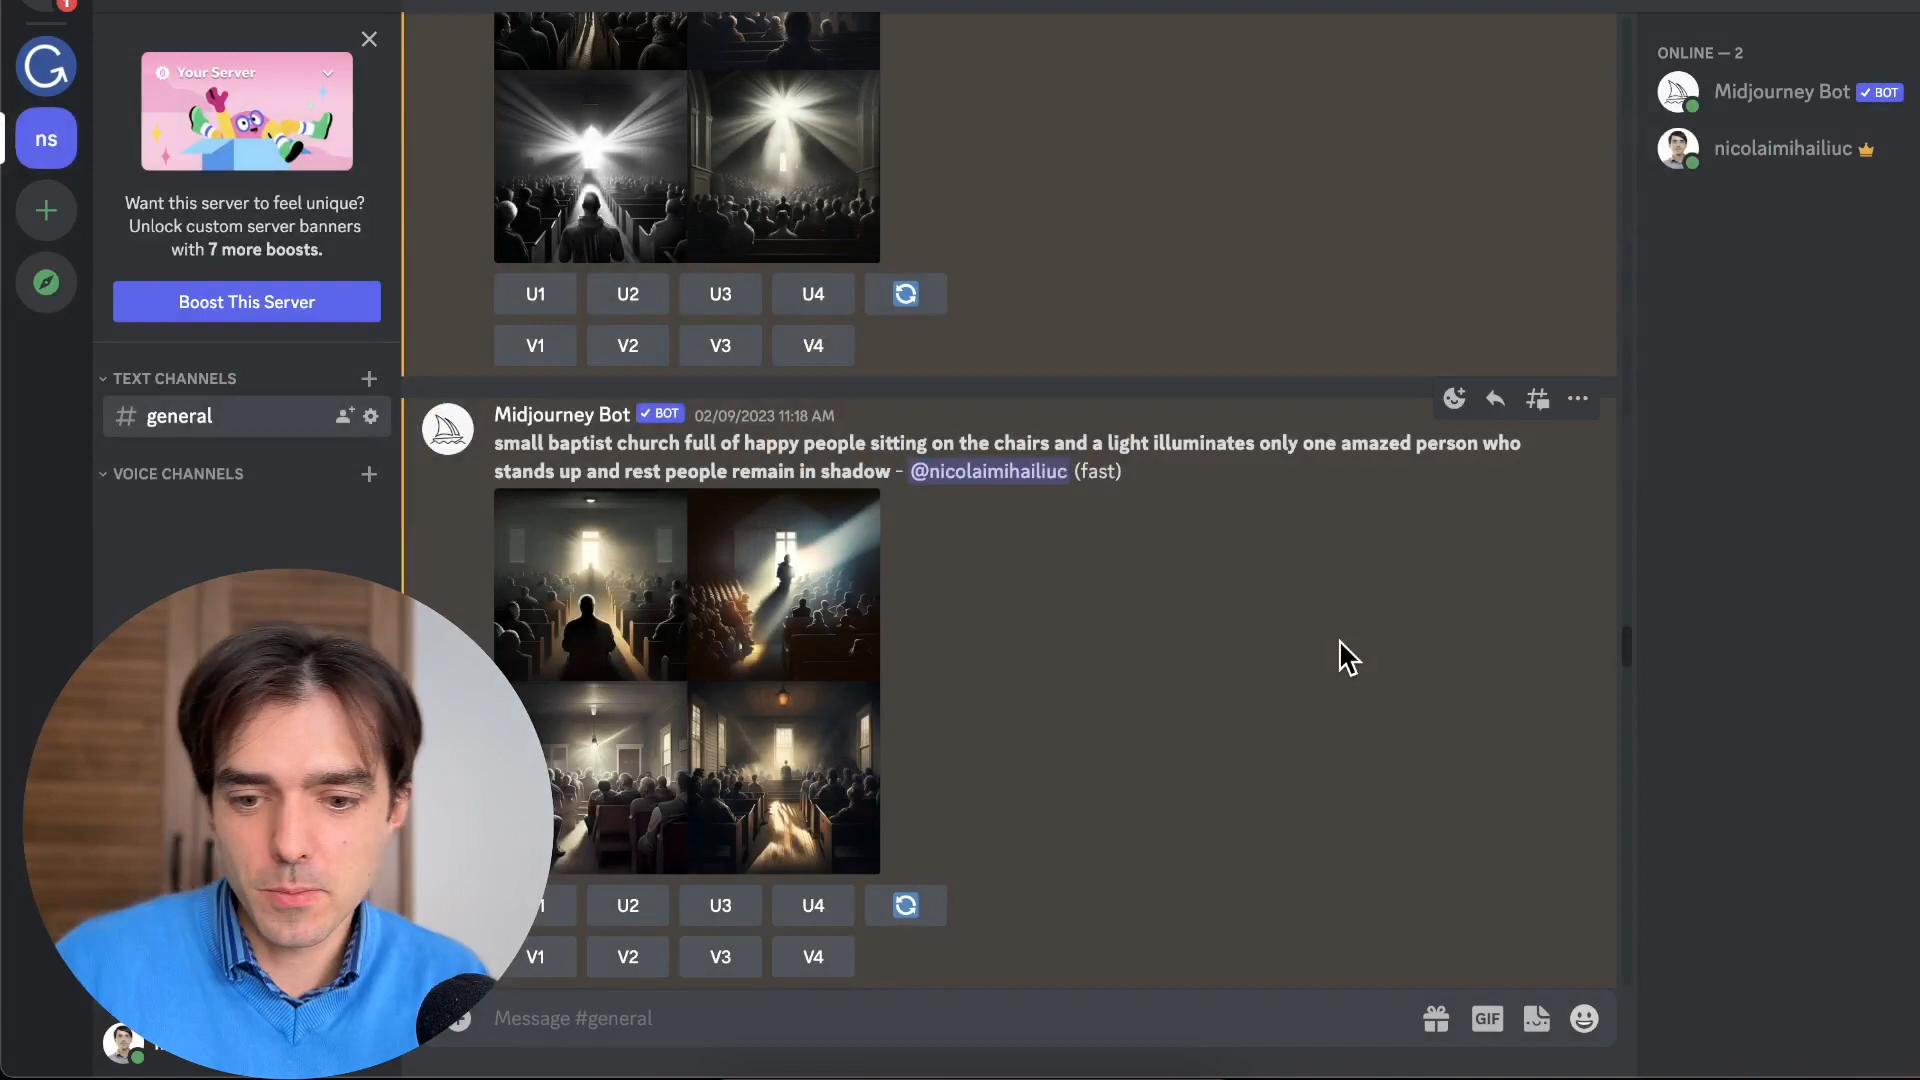 1
ns
Your Server
Want this server to feel unique?
Unlock custom server banners
with 7 more boosts.
Boost This Server
TEXT CHANNELS
general
VOICE CHANNELS
U1 U2 U3 U4
V1 V2 V3 V4
Midjourney Bot BOT 02/09/2023 11:18 AM
small baptist church full of happy people sitting on the chairs and a light illuminates only one amazed person who
stands up and rest people remain in shadow - @nicolaimihailiuc (fast)
U2 U3 U4
V1 V2 V3 V4
Message #general
GIF
ONLINE — 2
Midjourney Bot BOT
nicolaimihailiuc